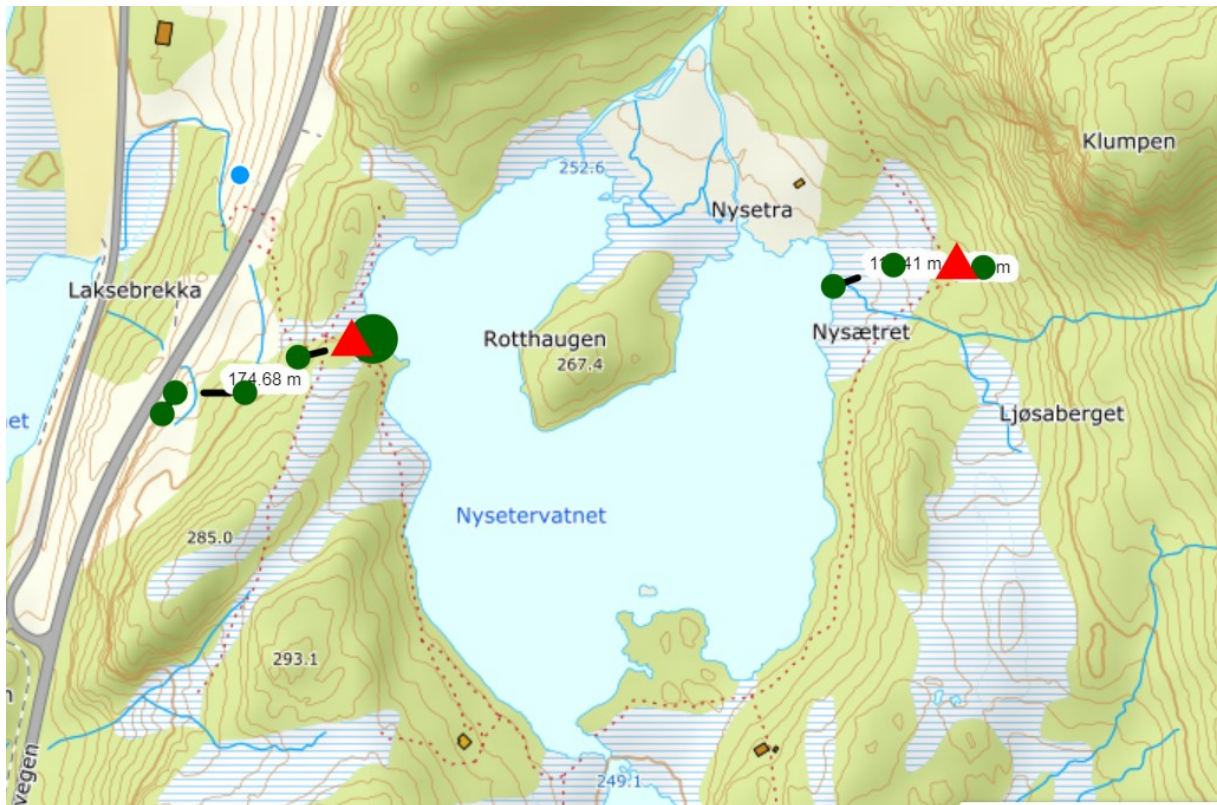 Klumpen
252.6
Nysetra
41 m
m
Laksebrekka
Nysætret
Rotthaugen
267.4
174.68 m
Ljøsaberget
et
Nysetervatnet
285.0
293.1
249.1
vegen